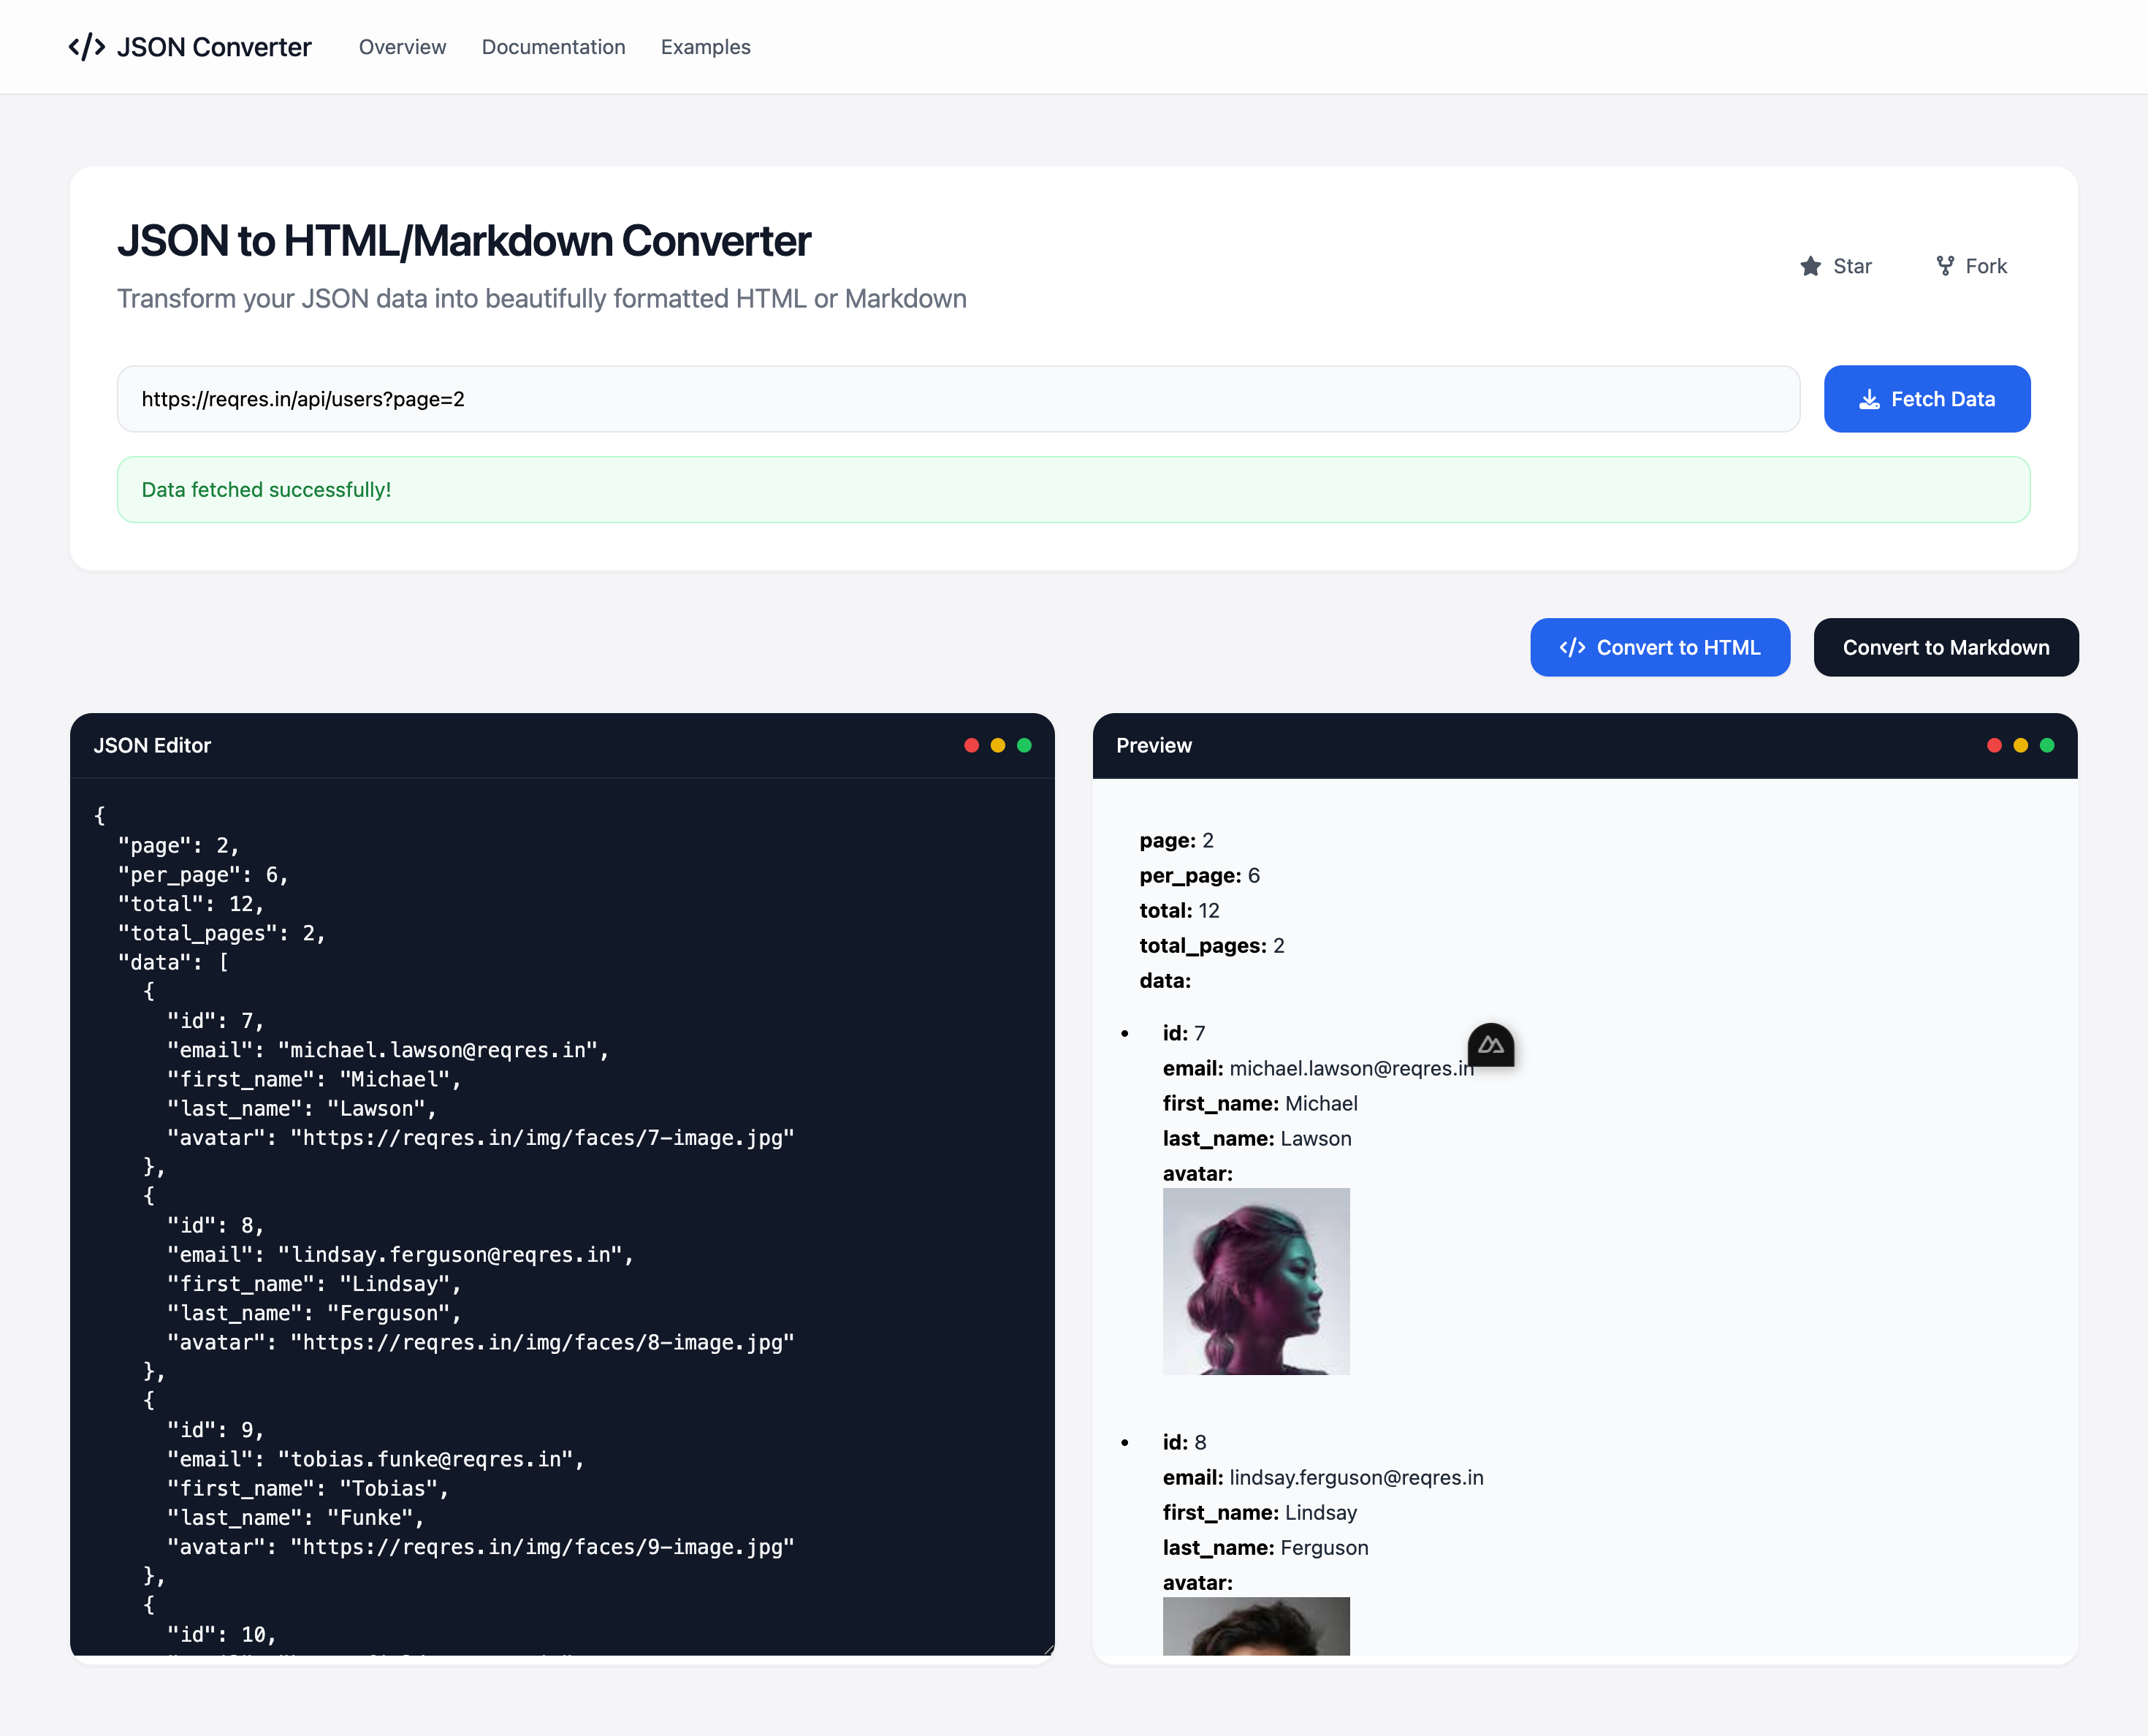 </> JSON Converter Overview Documentation Examples
JSON to HTML/Markdown Converter
Transform your JSON data into beautifully formatted HTML or Markdown
Star Fork
https://reqres.in/api/users?page=2 Fetch Data
Data fetched successfully!
</> Convert to HTML Convert to Markdown
JSON Editor
{
  "page": 2,
  "per_page": 6,
  "total": 12,
  "total_pages": 2,
  "data": [
    {
      "id": 7,
      "email": "michael.lawson@reqres.in",
      "first_name": "Michael",
      "last_name": "Lawson",
      "avatar": "https://reqres.in/img/faces/7-image.jpg"
    },
    {
      "id": 8,
      "email": "lindsay.ferguson@reqres.in",
      "first_name": "Lindsay",
      "last_name": "Ferguson",
      "avatar": "https://reqres.in/img/faces/8-image.jpg"
    },
    {
      "id": 9,
      "email": "tobias.funke@reqres.in",
      "first_name": "Tobias",
      "last_name": "Funke",
      "avatar": "https://reqres.in/img/faces/9-image.jpg"
    },
    {
      "id": 10,
Preview
page: 2
per_page: 6
total: 12
total_pages: 2
data:
• id: 7
email: michael.lawson@reqres.in
first_name: Michael
last_name: Lawson
avatar:
• id: 8
email: lindsay.ferguson@reqres.in
first_name: Lindsay
last_name: Ferguson
avatar: